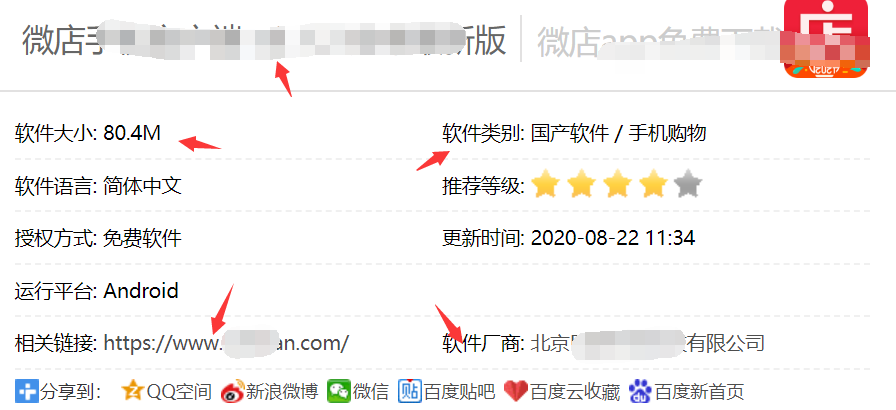 微店手 新版 微店app免费下载
软件大小: 80.4M 软件类别: 国产软件 / 手机购物
软件语言: 简体中文 推荐等级:
授权方式: 免费软件 更新时间: 2020-08-22 11:34
运行平台: Android
相关链接: https://www. an.com/ 软件厂商: 北京 有限公司
分享到: QQ空间 新浪微博 微信 百度贴吧 百度云收藏 百度新首页